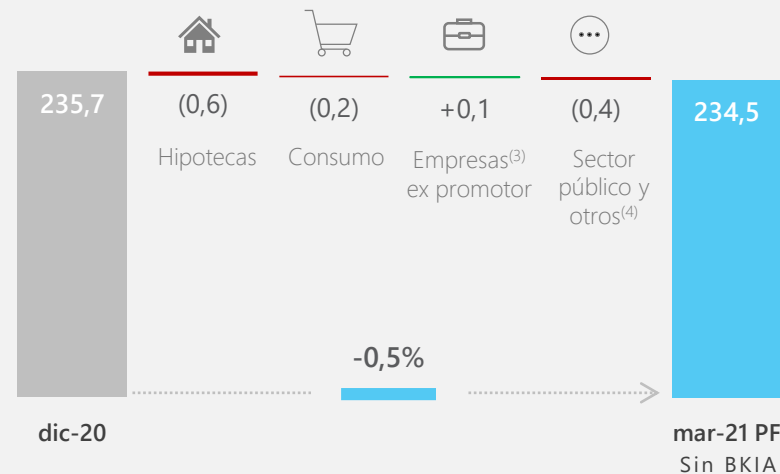 235,7
(0,6)
(0,2)
+0,1
(0,4)
234,5
Hipotecas
Consumo
Empresas(3)
ex promotor
Sector
público y
otros(4)
-0,5%
dic-20
mar-21 PF
Sin BKIA